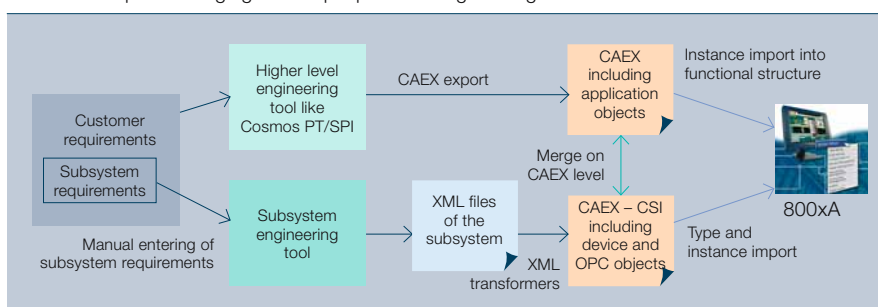 Customer
requirements
Subsystem
requirements
Manual entering of
subsystem requirements
Higher level
engineering
tool like
Cosmos PT/SPI
CAEX export
CAEX
including
application
objects
Instance import into
functional structure
Merge on
CAEX level
Subsystem
engineering
tool
XML files
of the
subsystem
XML
transformers
CAEX – CSI
including
device and
OPC objects
Type and
instance import
800xA